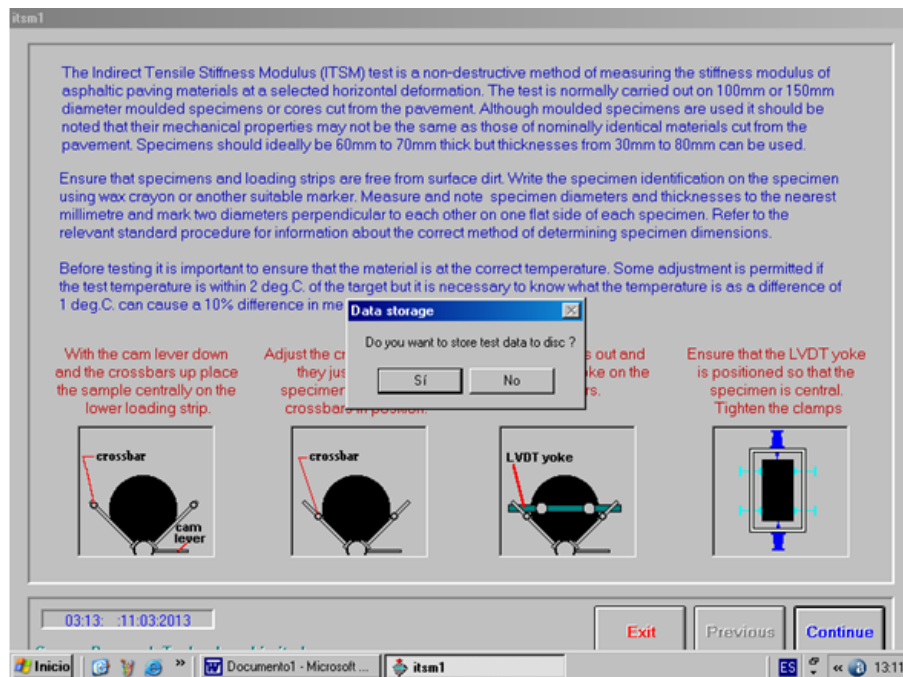 itsm1
The Indirect Tensile Stiffness Modulus (ITSM) test is a non-destructive method of measuring the stiffness modulus of
asphaltic paving materials at a selected horizontal deformation. The test is normally carried out on 100mm or 150mm
diameter moulded specimens or cores cut from the pavement. Although moulded specimens are used it should be
noted that their mechanical properties may not be the same as those of nominally identical materials cut from the
pavement. Specimens should ideally be 60mm to 70mm thick but thicknesses from 30mm to 80mm can be used.
Ensure that specimens and loading strips are free from surface dirt. Write the specimen identification on the specimen
using wax crayon or another suitable marker. Measure and note specimen diameters and thicknesses to the nearest
millimetre and mark two diameters perpendicular to each other on one flat side of each specimen. Refer to the
relevant standard procedure for information about the correct method of determining specimen dimensions.
Before testing it is important to ensure that the material is at the correct temperature. Some adjustment is permitted if
the test temperature is within 2 deg.C. of the target but it is necessary to know what the temperature is as a difference of
1 deg.C. can cause a 10% difference in me
Data storage
Do you want to store test data to disc ?
Sí
No
With the cam lever down
and the crossbars up place
the sample centrally on the
lower loading strip.
Adjust the cr
they jus
specimen
crossbars in position.
s out and
ke on the
rs.
Ensure that the LVDT yoke
is positioned so that the
specimen is central.
Tighten the clamps
crossbar
cam
lever
crossbar
LVDT yoke
03:13: :11:03:2013
Exit
Previous
Continue
Inicio
»
Documento1 - Microsoft ...
itsm1
ES
«
13:11